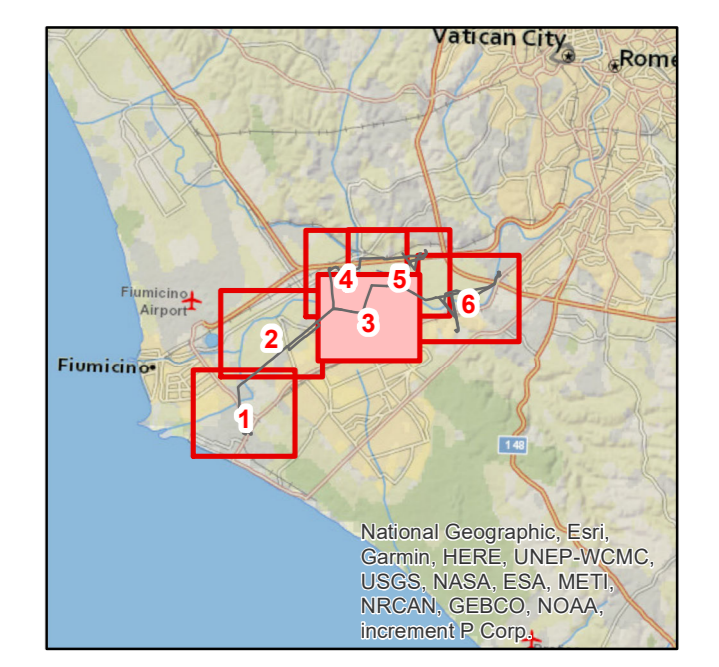 Vatican City
Rome
Fiumicino
Airport
Fiumicino
4
5
6
3
2
1
148
National Geographic, Esri,
Garmin, HERE, UNEP-WCMC,
USGS, NASA, ESA, METI,
NRCAN, GEBCO, NOAA,
increment P Corp.